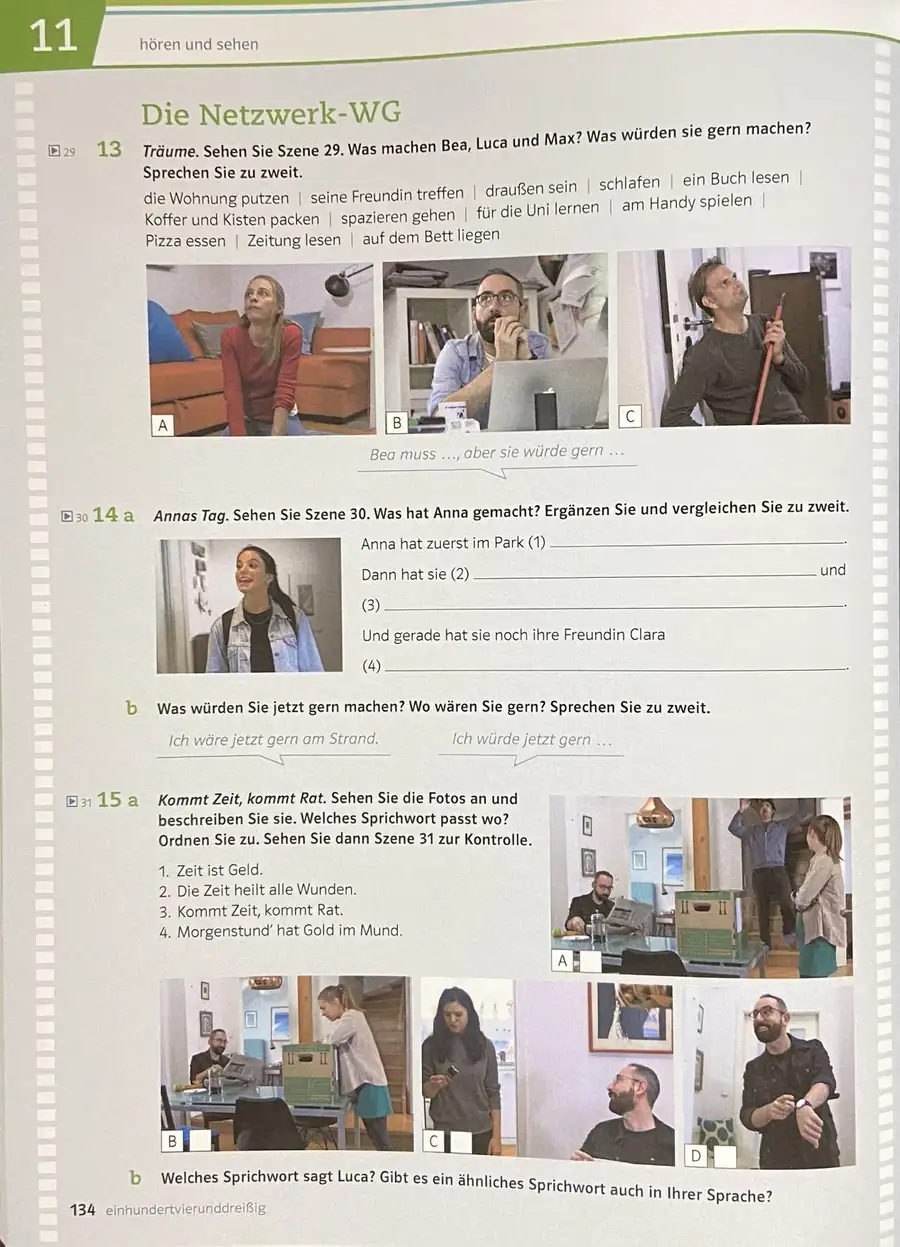 11
hören und sehen
Die Netzwerk-WG
29 13 Träume. Sehen Sie Szene 29. Was machen Bea, Luca und Max? Was würden sie gern machen?
Sprechen Sie zu zweit.
die Wohnung putzen | seine Freundin treffen | draußen sein | schlafen | ein Buch lesen |
Koffer und Kisten packen | spazieren gehen | für die Uni lernen | am Handy spielen |
Pizza essen | Zeitung lesen | auf dem Bett liegen
A B C
Bea muss …, aber sie würde gern …
30 14 a Annas Tag. Sehen Sie Szene 30. Was hat Anna gemacht? Ergänzen Sie und vergleichen Sie zu zweit.
Anna hat zuerst im Park (1) ______.
Dann hat sie (2) ______ und
(3) ______.
Und gerade hat sie noch ihre Freundin Clara
(4) ______.
b Was würden Sie jetzt gern machen? Wo wären Sie gern? Sprechen Sie zu zweit.
Ich wäre jetzt gern am Strand. Ich würde jetzt gern …
31 15 a Kommt Zeit, kommt Rat. Sehen Sie die Fotos an und
beschreiben Sie sie. Welches Sprichwort passt wo?
Ordnen Sie zu. Sehen Sie dann Szene 31 zur Kontrolle.
1. Zeit ist Geld.
2. Die Zeit heilt alle Wunden.
3. Kommt Zeit, kommt Rat.
4. Morgenstund' hat Gold im Mund.
A
B C D
b Welches Sprichwort sagt Luca? Gibt es ein ähnliches Sprichwort auch in Ihrer Sprache?
134 einhundertvierunddreißig